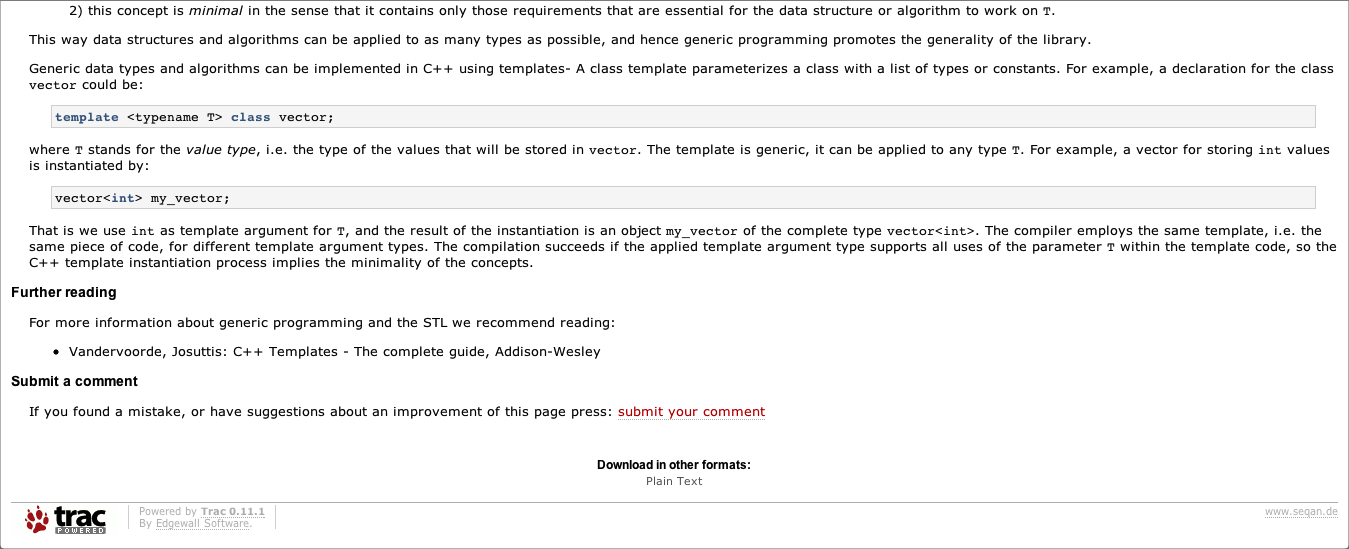 2) this concept is minimal in the sense that it contains only those requirements that are essential for the data structure or algorithm to work on T.
This way data structures and algorithms can be applied to as many types as possible, and hence generic programming promotes the generality of the library.
Generic data types and algorithms can be implemented in C++ using templates- A class template parameterizes a class with a list of types or constants. For example, a declaration for the class
vector could be:
template <typename T> class vector;
where T stands for the value type, i.e. the type of the values that will be stored in vector. The template is generic, it can be applied to any type T. For example, a vector for storing int values
is instantiated by:
vector<int> my_vector;
That is we use int as template argument for T, and the result of the instantiation is an object my_vector of the complete type vector<int>. The compiler employs the same template, i.e. the
same piece of code, for different template argument types. The compilation succeeds if the applied template argument type supports all uses of the parameter T within the template code, so the
C++ template instantiation process implies the minimality of the concepts.
Further reading
For more information about generic programming and the STL we recommend reading:
• Vandervoorde, Josuttis: C++ Templates - The complete guide, Addison-Wesley
Submit a comment
If you found a mistake, or have suggestions about an improvement of this page press: submit your comment
Download in other formats:
Plain Text
trac
POWERED
Powered by Trac 0.11.1
By Edgewall Software.
www.seqan.de